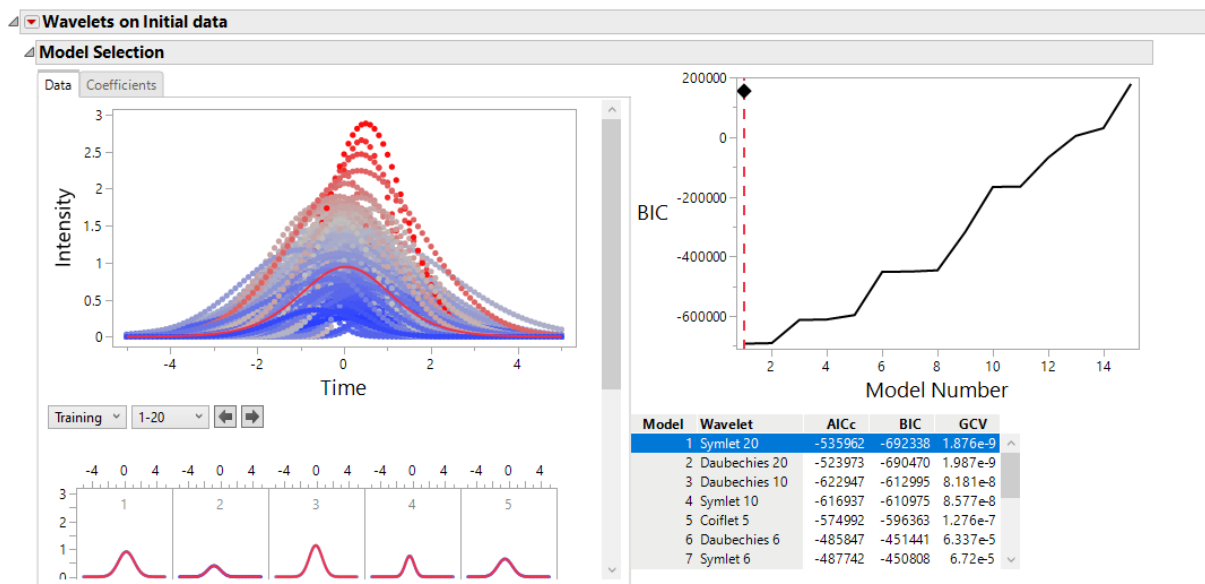 Wavelets on Initial data
Model Selection
Data Coefficients
3
2.5
2
1.5
1
0.5
0
Intensity
-4 -2 0 2 4
Time
Training 1-20
-4 0 4 -4 0 4 -4 0 4 -4 0 4 -4 0 4
3
2
1
0
1 2 3 4 5
200000
0
-200000
-400000
-600000
BIC
2 4 6 8 10 12 14
Model Number
Model Wavelet AICc BIC GCV
1 Symlet 20 -535962 -692338 1.876e-9
2 Daubechies 20 -523973 -690470 1.987e-9
3 Daubechies 10 -622947 -612995 8.181e-8
4 Symlet 10 -616937 -610975 8.577e-8
5 Coiflet 5 -574992 -596363 1.276e-7
6 Daubechies 6 -485847 -451441 6.337e-5
7 Symlet 6 -487742 -450808 6.72e-5